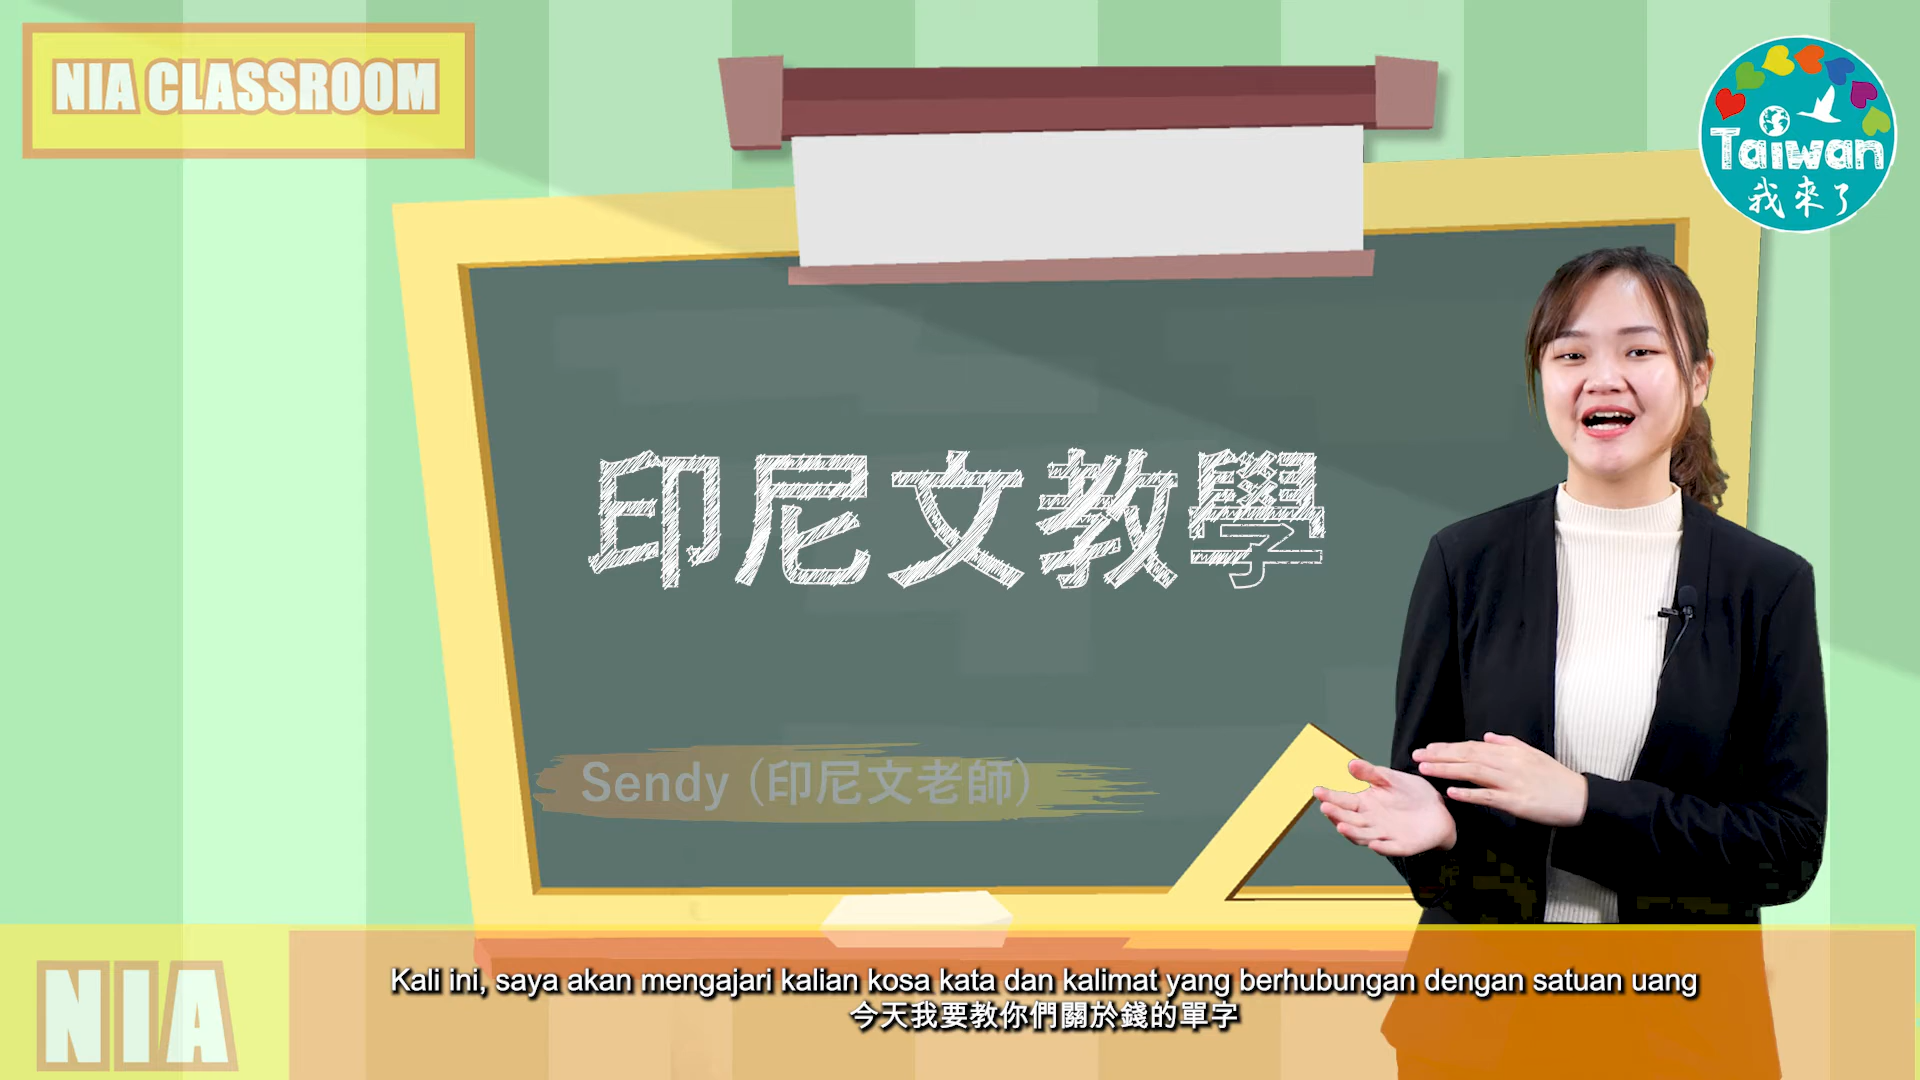 NIA CLASSROOM
Taiwan
我來了
印尼文教學
Sendy (印尼文老師)
NIA
Kali ini, saya akan mengajari kalian kosa kata dan kalimat yang berhubungan dengan satuan uang
今天我要教你們關於錢的單字